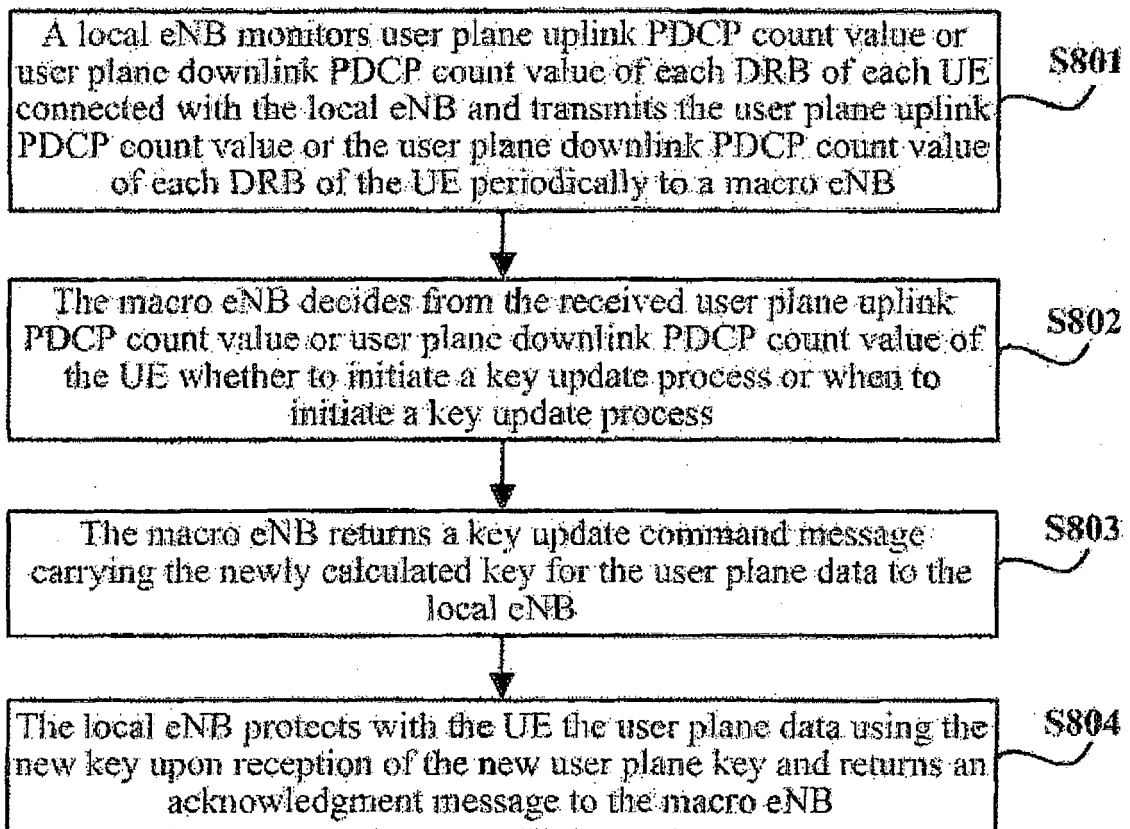 A local eNB monitors user plane uplink PDCP count value or
user plane downlink PDCP count value of each DRB of each UE
connected with the local eNB and transmits the user plane uplink
PDCP count value or the user plane downlink PDCP count value
of each DRB of the UE periodically to a macro eNB
S801
The macro eNB decides from the received user plane uplink
PDCP count value or user plane downlink PDCP count value of
the UE whether to initiate a key update process or when to
initiate a key update process
S802
The macro eNB returns a key update command message
carrying the newly calculated key for the user plane data to the
local eNB
S803
The local eNB protects with the UE the user plane data using the
new key upon reception of the new user plane key and returns an
acknowledgment message to the macro eNB
S804